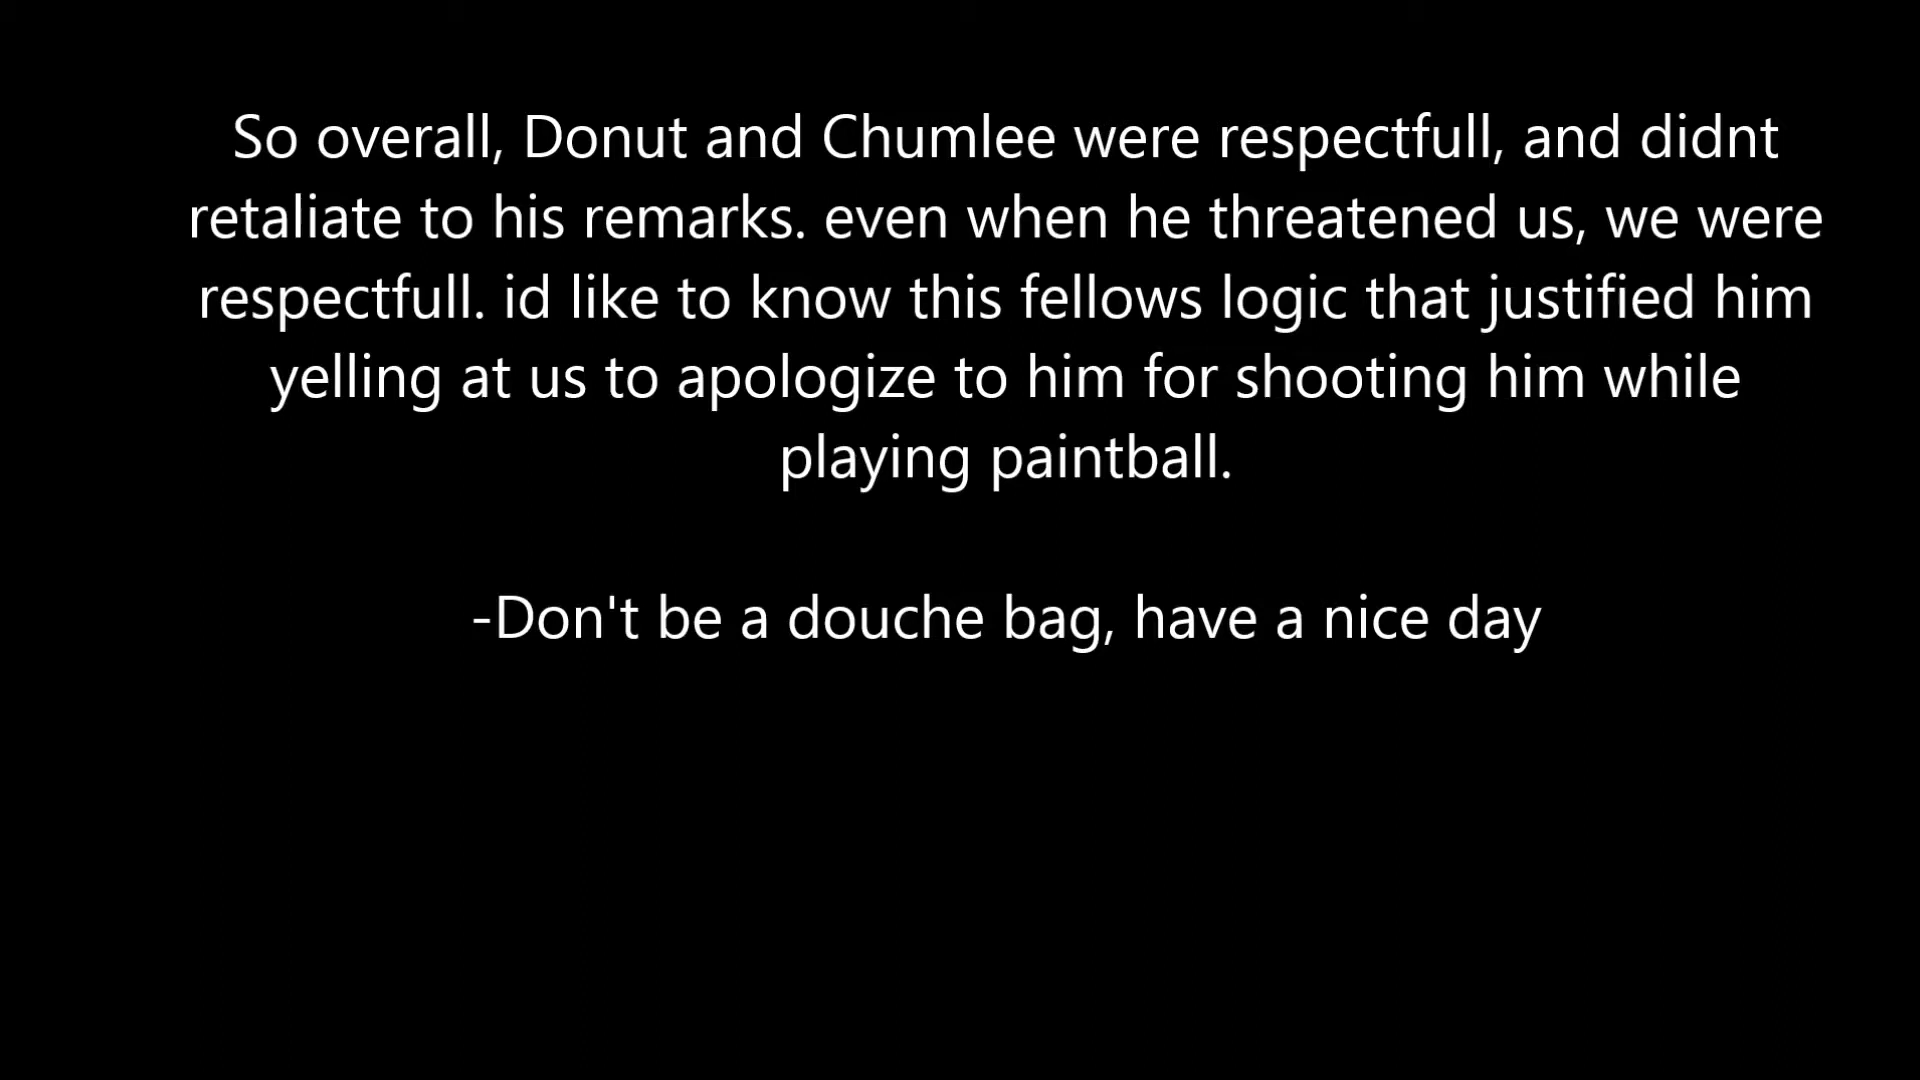 So overall, Donut and Chumlee were respectfull, and didnt
retaliate to his remarks. even when he threatened us, we were
respectfull. id like to know this fellows logic that justified him
yelling at us to apologize to him for shooting him while
playing paintball.
-Don't be a douche bag, have a nice day